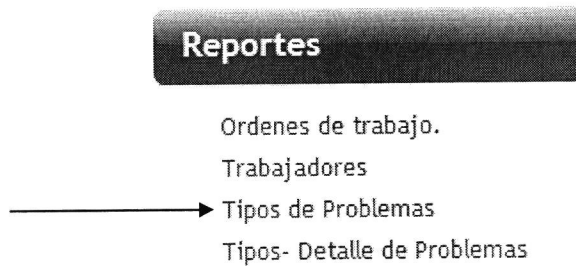 Reportes
Ordenes de trabajo.
Trabajadores
Tipos de Problemas
Tipos- Detalle de Problemas